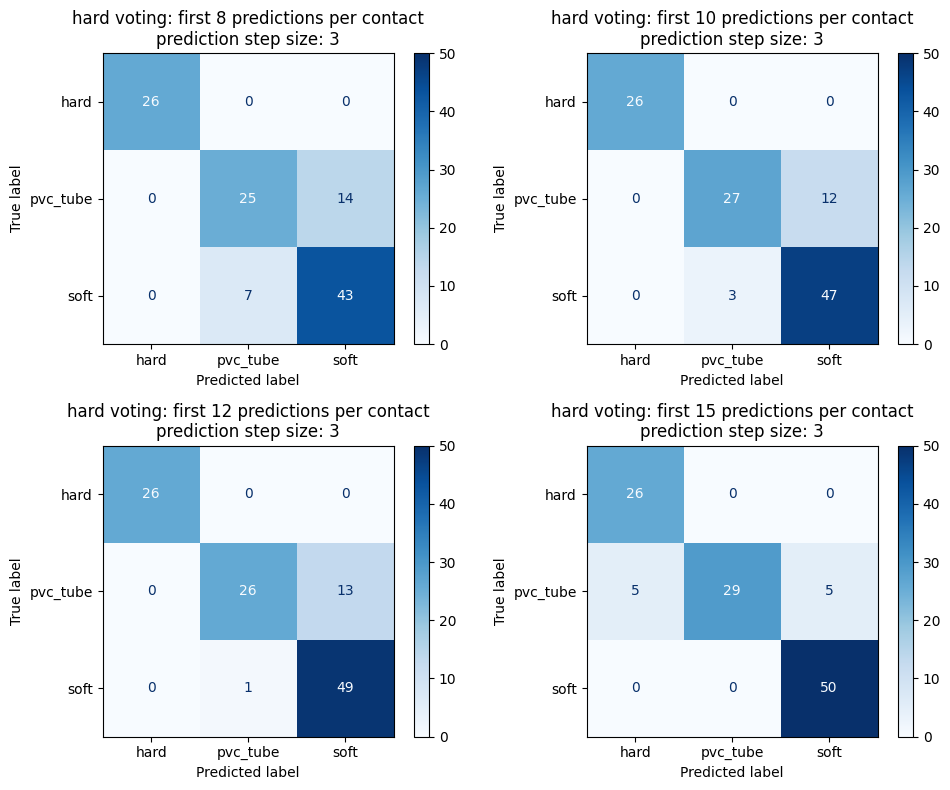 hard voting: first 8 predictions per contact
prediction step size: 3
hard 26 0 0
pvc_tube 0 25 14
soft 0 7 43
hard pvc_tube soft
Predicted label
True label
50
40
30
20
10
0
hard voting: first 10 predictions per contact
prediction step size: 3
hard 26 0 0
pvc_tube 0 27 12
soft 0 3 47
hard pvc_tube soft
Predicted label
True label
50
40
30
20
10
0
hard voting: first 12 predictions per contact
prediction step size: 3
hard 26 0 0
pvc_tube 0 26 13
soft 0 1 49
hard pvc_tube soft
Predicted label
True label
50
40
30
20
10
0
hard voting: first 15 predictions per contact
prediction step size: 3
hard 26 0 0
pvc_tube 5 29 5
soft 0 0 50
hard pvc_tube soft
Predicted label
True label
50
40
30
20
10
0